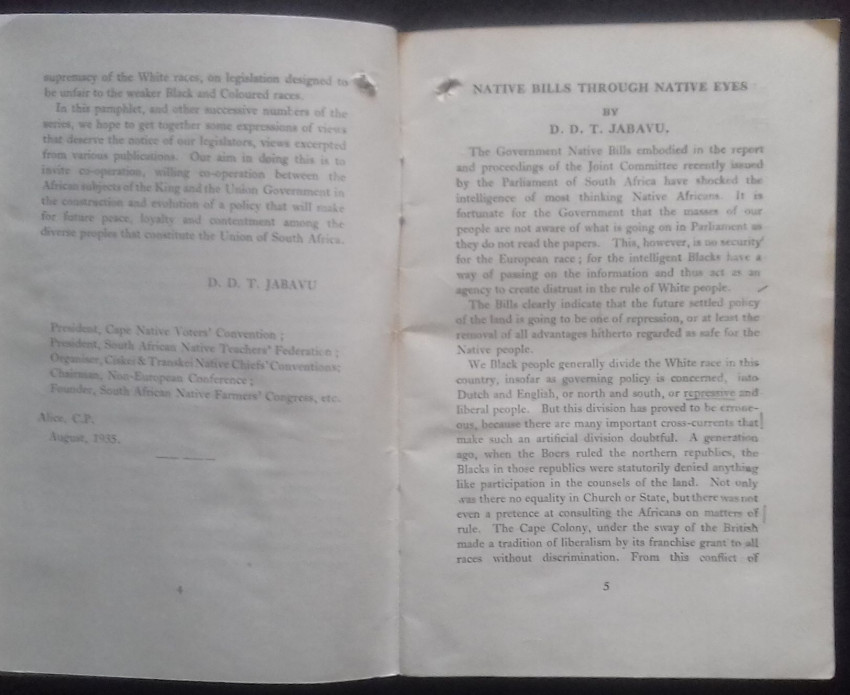 supremacy of the White races, on legislation designed to
be unfair to the weaker Black and Coloured races.
In this pamphlet, and other successive numbers of the
series, we hope to get together some expressions of views
that deserve the notice of our legislators, views excerpted
from various publications. Our aim in doing this is to
invite co-operation, willing co-operation between the
African subjects of the King and the Union Government in
the construction and evolution of a policy that will make
for future peace, loyalty and contentment among the
diverse peoples that constitute the Union of South Africa.
D. D. T. JABAVU
President, Cape Native Voters' Convention ;
President, South African Native Teachers' Federation ;
Organiser, Ciskei & Transkei Native Chiefs' Conventions;
Chairman, Non-European Conference ;
Founder, South African Native Farmers' Congress, etc.
Alice, C.P.
August, 1935.
4
NATIVE BILLS THROUGH NATIVE EYES
BY
D. D. T. JABAVU.
The Government Native Bills embodied in the report
and proceedings of the Joint Committee recently issued
by the Parliament of South Africa have shocked the
intelligence of most thinking Native Africans. It is
fortunate for the Government that the masses of our
people are not aware of what is going on in Parliament as
they do not read the papers. This, however, is no security
for the European race ; for the intelligent Blacks have a
way of passing on the information and thus act as an
agency to create distrust in the rule of White people.
The Bills clearly indicate that the future settled policy
of the land is going to be one of repression, or at least the
removal of all advantages hitherto regarded as safe for the
Native people.
We Black people generally divide the White race in this
country, insofar as governing policy is concerned, into
Dutch and English, or north and south, or repressive and
liberal people. But this division has proved to be errone-
ous, because there are many important cross-currents that
make such an artificial division doubtful. A generation
ago, when the Boers ruled the northern republics, the
Blacks in those republics were statutorily denied anything
like participation in the counsels of the land. Not only
was there no equality in Church or State, but there was not
even a pretence at consulting the Africans on matters of
rule. The Cape Colony, under the sway of the British
made a tradition of liberalism by its franchise grant to all
races without discrimination. From this conflict of
5